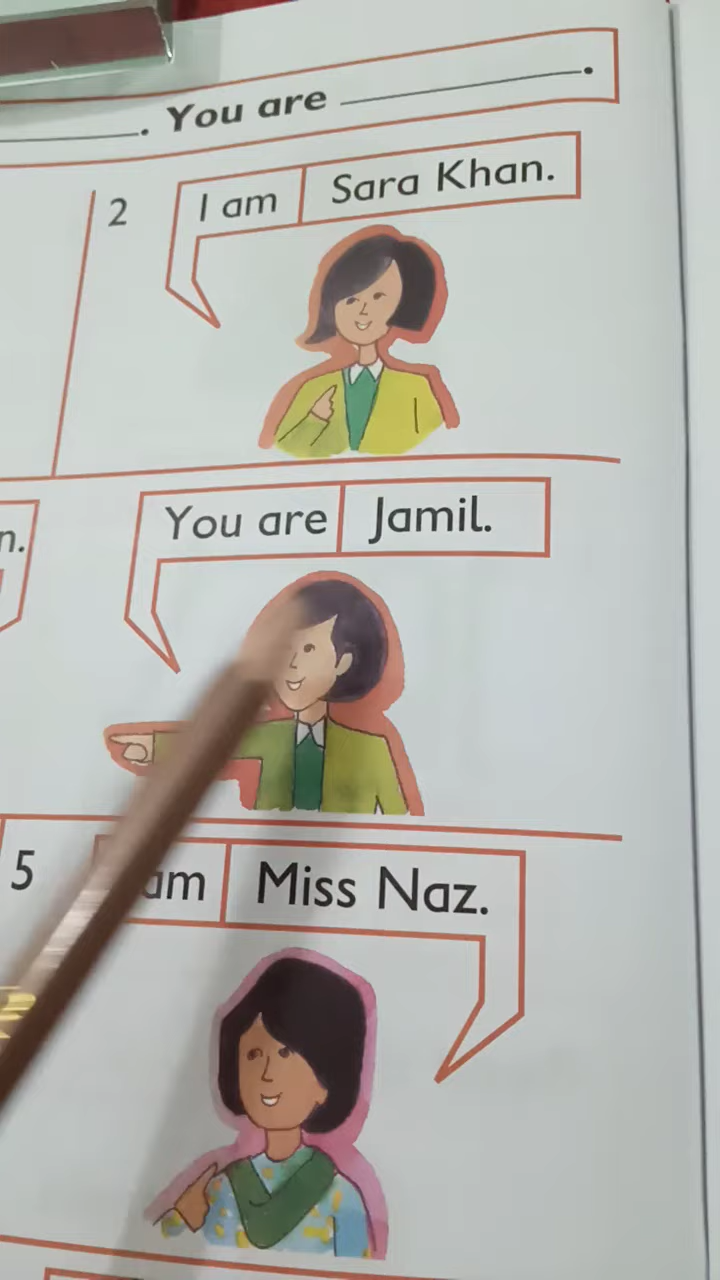 . You are .
2
I am Sara Khan.
n.
You are Jamil.
5
am Miss Naz.